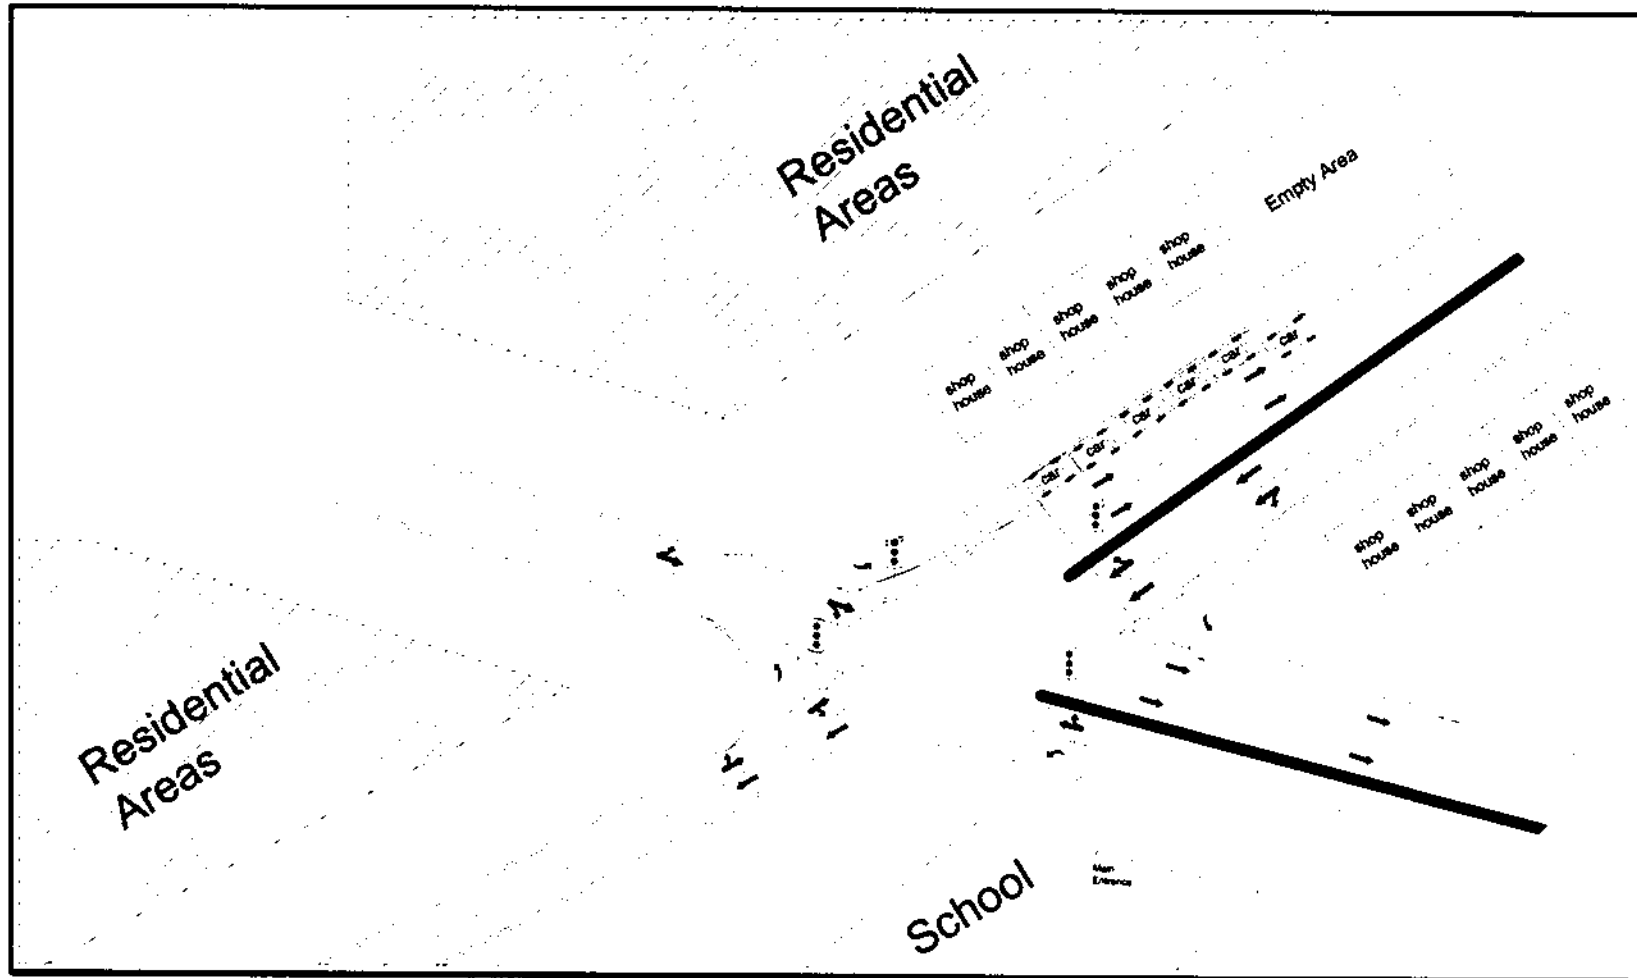 Residential
Areas
Empty Area
shop
house
shop
house
shop
house
shop
house
shop
house
car
car
car
car
car
car
shop
house
shop
house
shop
house
shop
house
shop
house
Residential
Areas
School
Main
Entrance